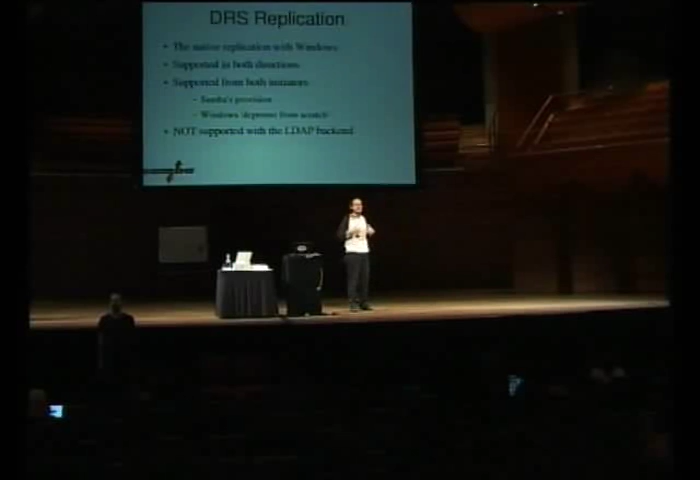 DRS Replication
• The native replication with Windows
• Supported in both directions
• Supported from both initiators
– Samba's provision
– Windows 'dcpromo from scratch'
• NOT supported with the LDAP backend
samba